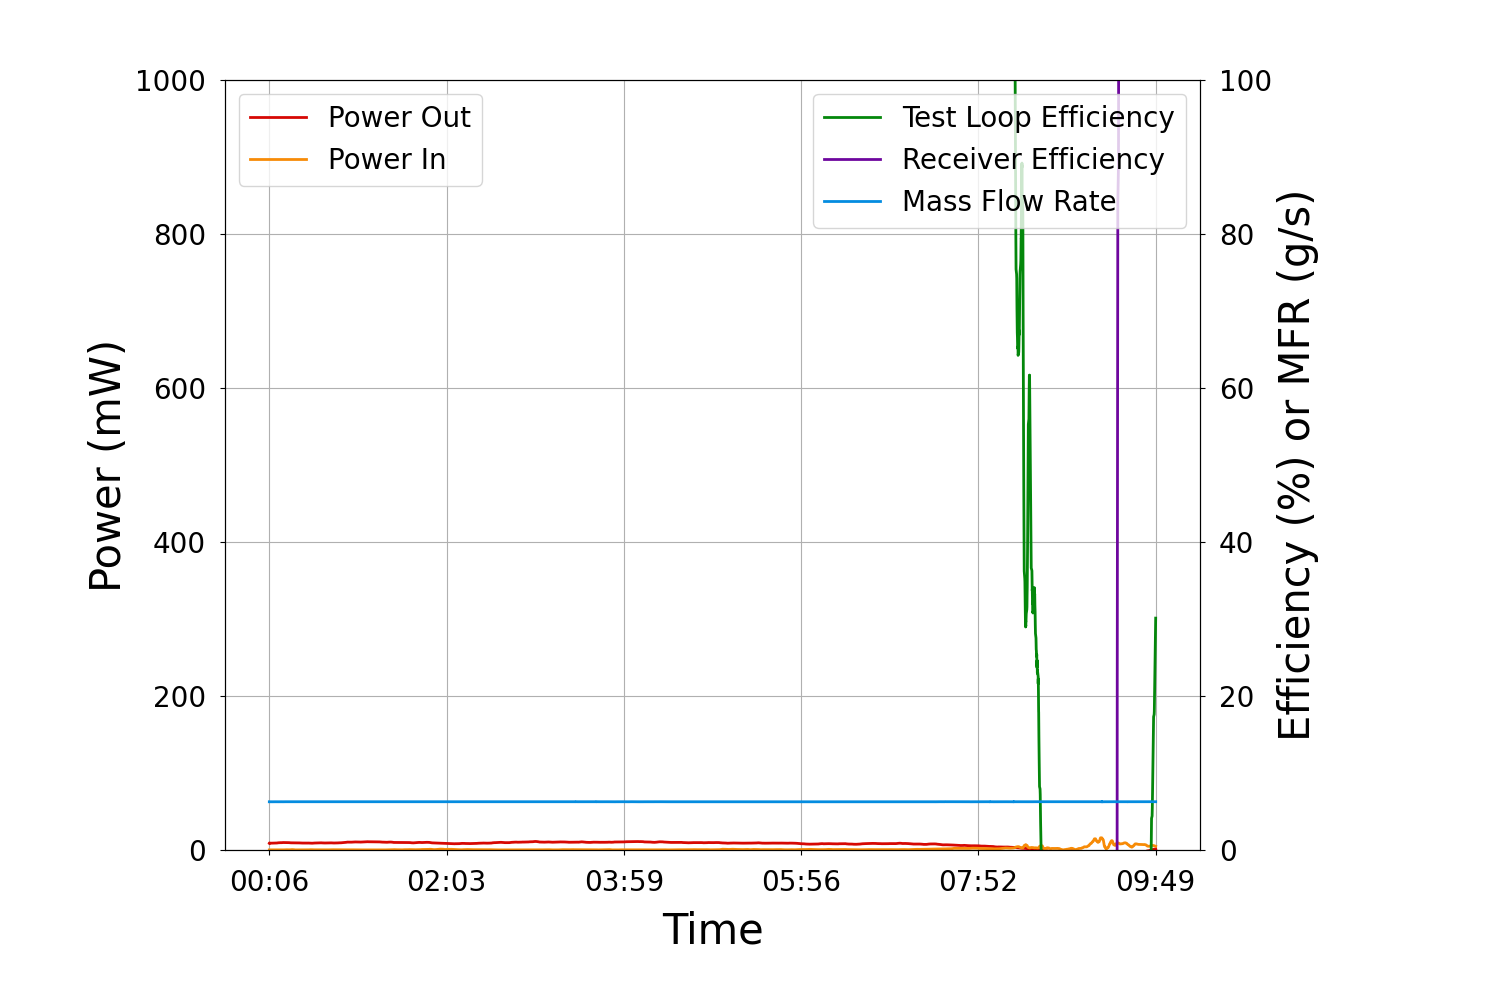 1000
800
600
400
200
0
Power (mW)
Power Out
Power In
Test Loop Efficiency
Receiver Efficiency
Mass Flow Rate
100
80
60
40
20
0
Efficiency (%) or MFR (g/s)
00:06 02:03 03:59 05:56 07:52 09:49
Time